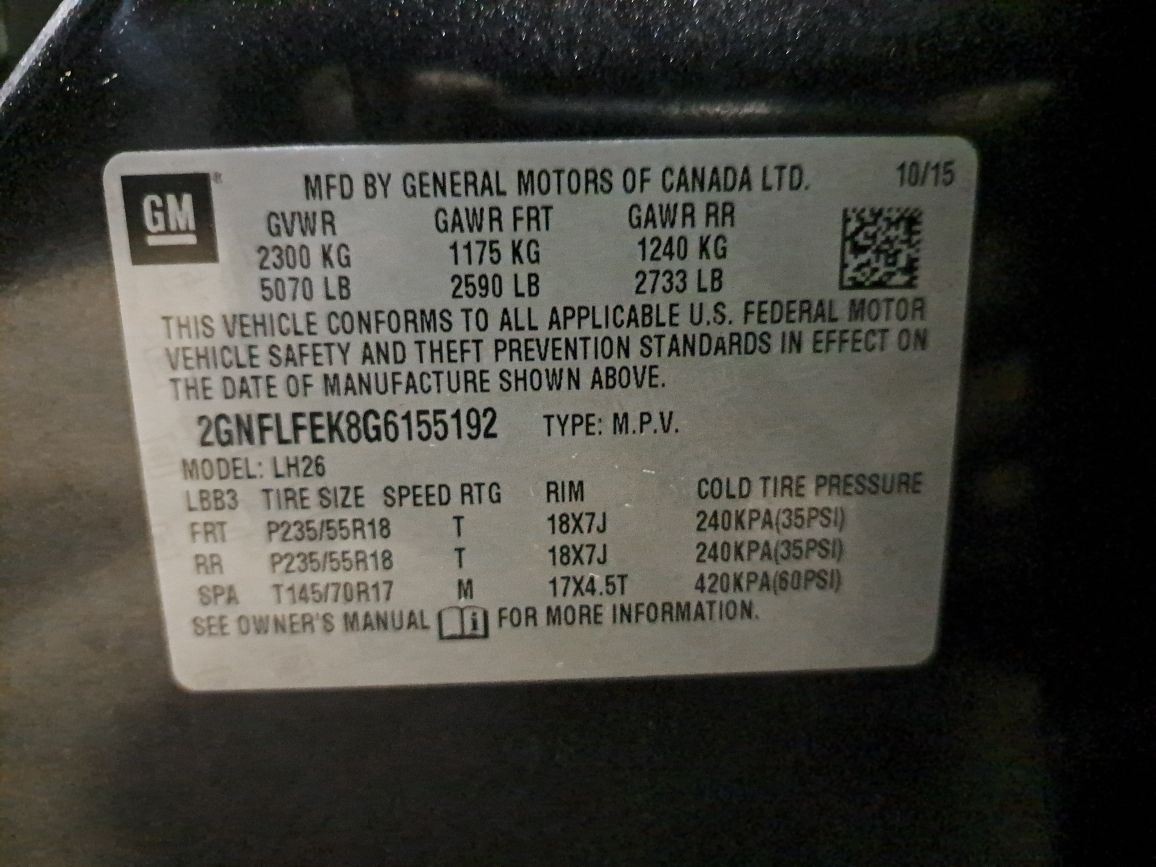 GM ®
MFD BY GENERAL MOTORS OF CANADA LTD. 10/15
GVWR GAWR FRT GAWR RR
2300 KG 1175 KG 1240 KG
5070 LB 2590 LB 2733 LB
THIS VEHICLE CONFORMS TO ALL APPLICABLE U.S. FEDERAL MOTOR
VEHICLE SAFETY AND THEFT PREVENTION STANDARDS IN EFFECT ON
THE DATE OF MANUFACTURE SHOWN ABOVE.
2GNFLFEK8G6155192 TYPE: M.P.V.
MODEL: LH26
LBB3 TIRE SIZE SPEED RTG RIM COLD TIRE PRESSURE
FRT P235/55R18 T 18X7J 240KPA(35PSI)
RR P235/55R18 T 18X7J 240KPA(35PSI)
SPA T145/70R17 M 17X4.5T 420KPA(60PSI)
SEE OWNER'S MANUAL i FOR MORE INFORMATION.